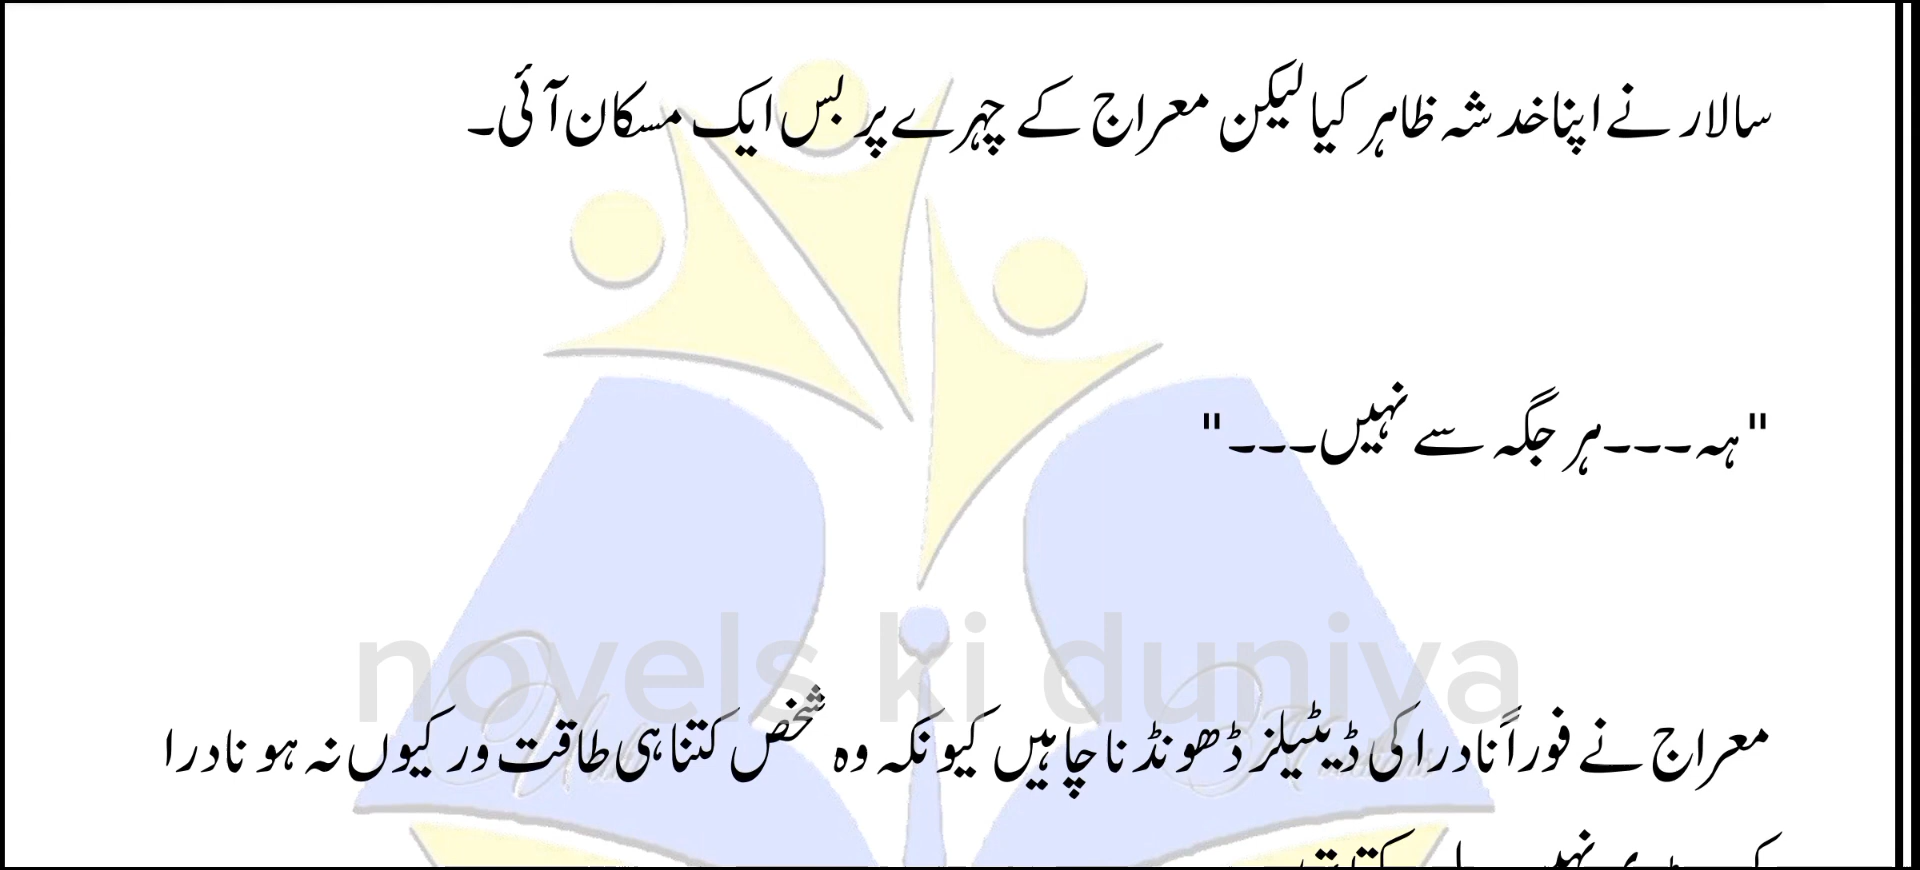 سالار نے اپنا خدشہ ظاہر کیا لیکن معراج کے چہرے پر بس ایک مسکان آئی۔
"ہہ۔۔۔ہر جگہ سے نہیں۔۔۔"
novels ki duniya
معراج نے فوراً نادرا کی ڈیٹیلز ڈھونڈنا چاہیں کیونکہ وہ شخص کتنا ہی طاقت ور کیوں نہ ہو نادرا